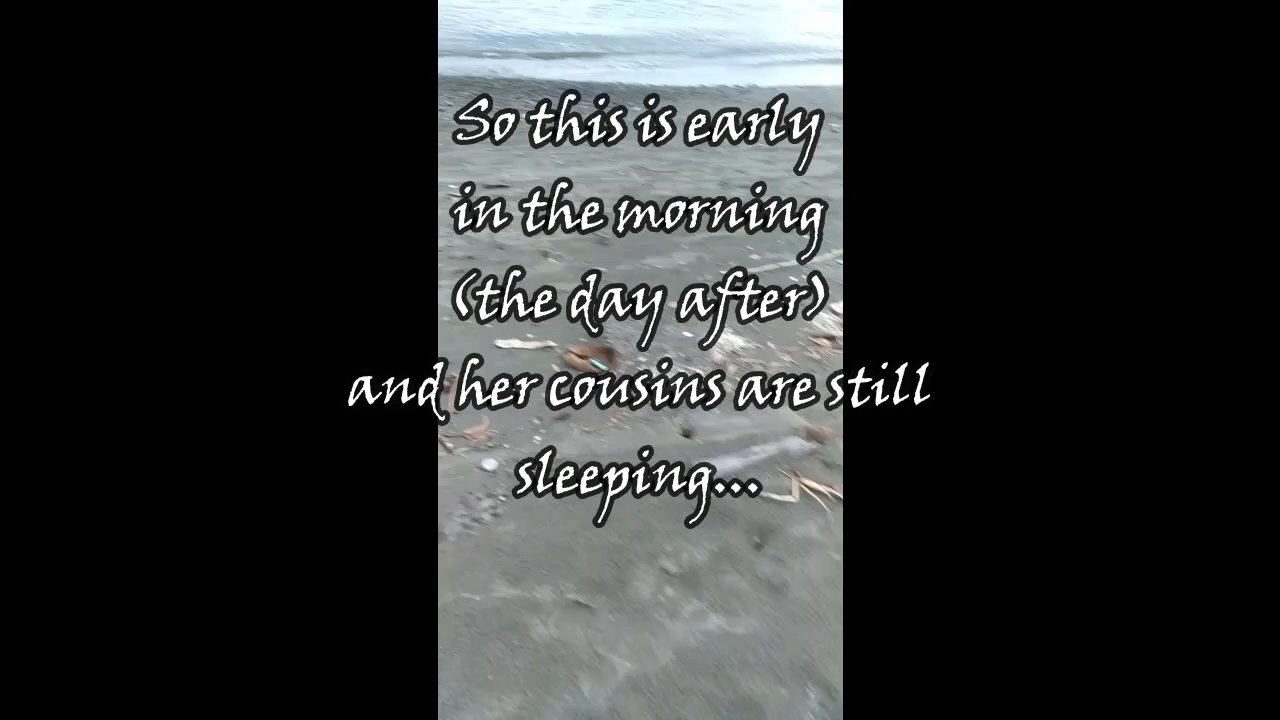 So this is early
in the morning
(the day after)
and her cousins are still
sleeping...